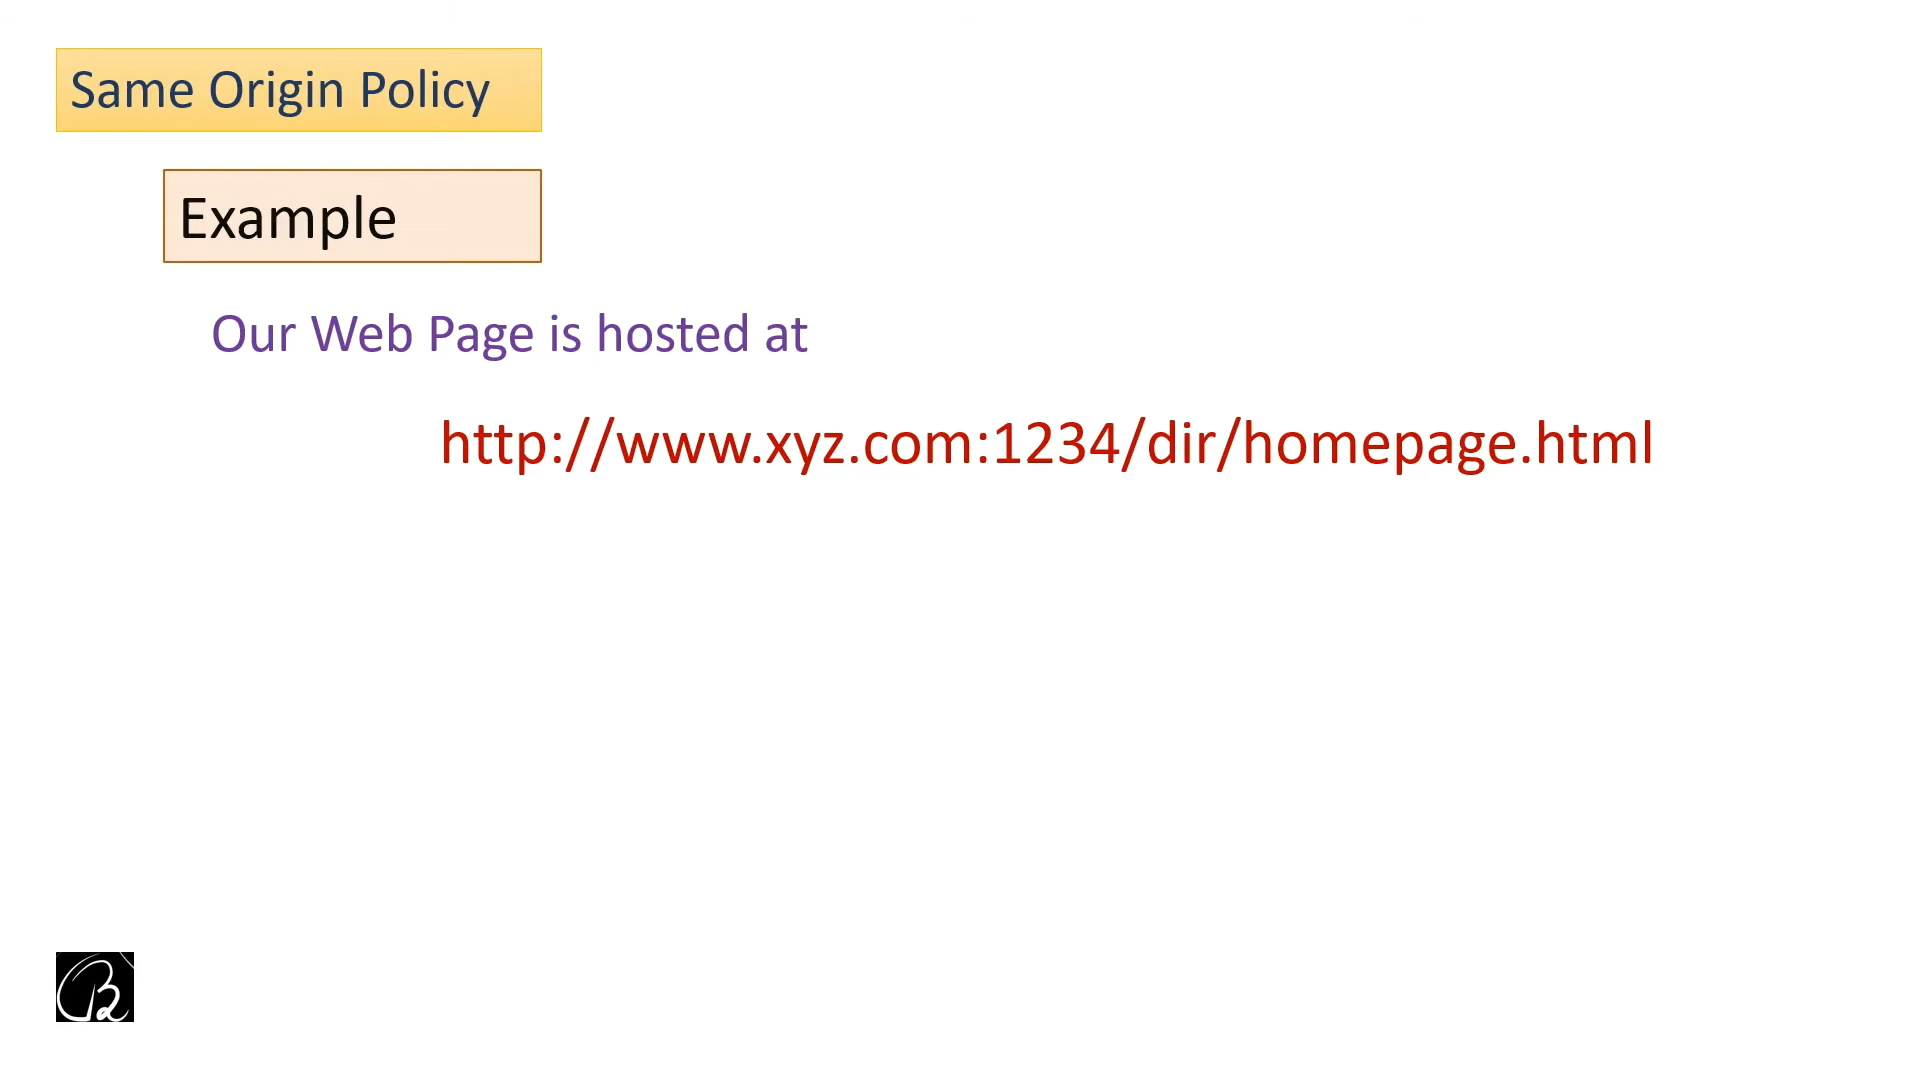 Same Origin Policy
Example
Our Web Page is hosted at
http://www.xyz.com:1234/dir/homepage.html